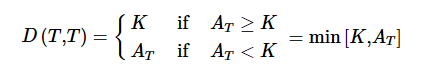 D (T,T) = { K if A_T ≥ K
A_T if A_T < K = min [K,A_T]